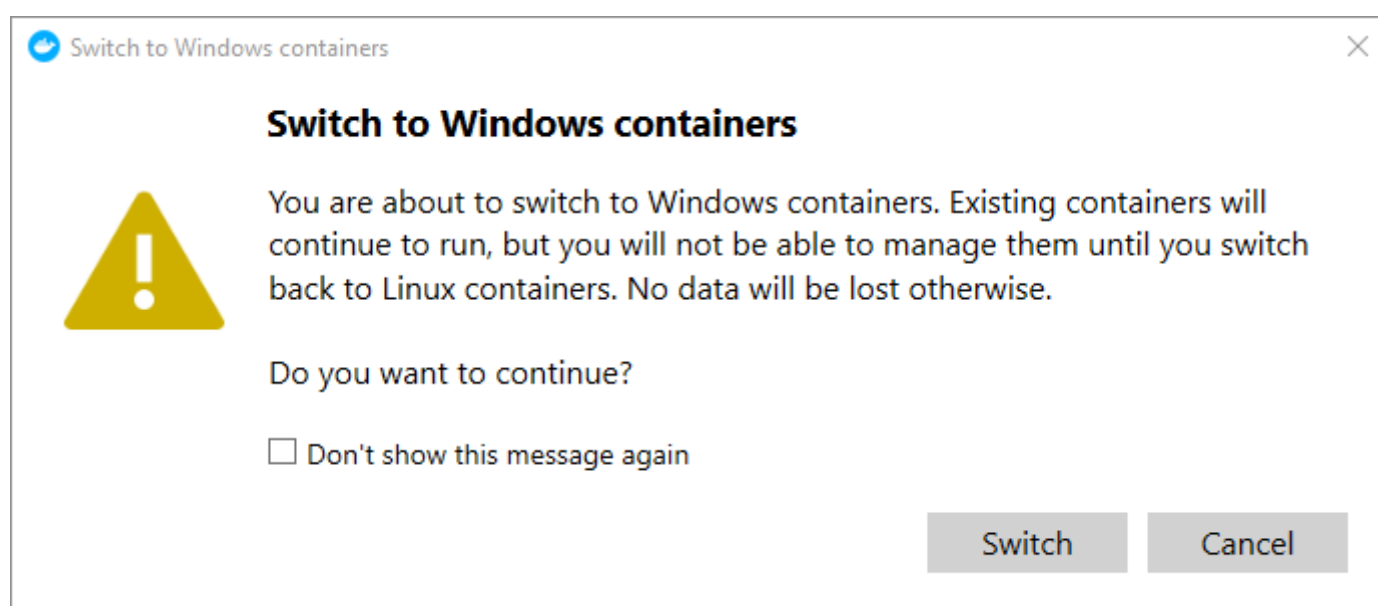 Switch to Windows containers
Switch to Windows containers
You are about to switch to Windows containers. Existing containers will
continue to run, but you will not be able to manage them until you switch
back to Linux containers. No data will be lost otherwise.
Do you want to continue?
Don't show this message again
Switch
Cancel